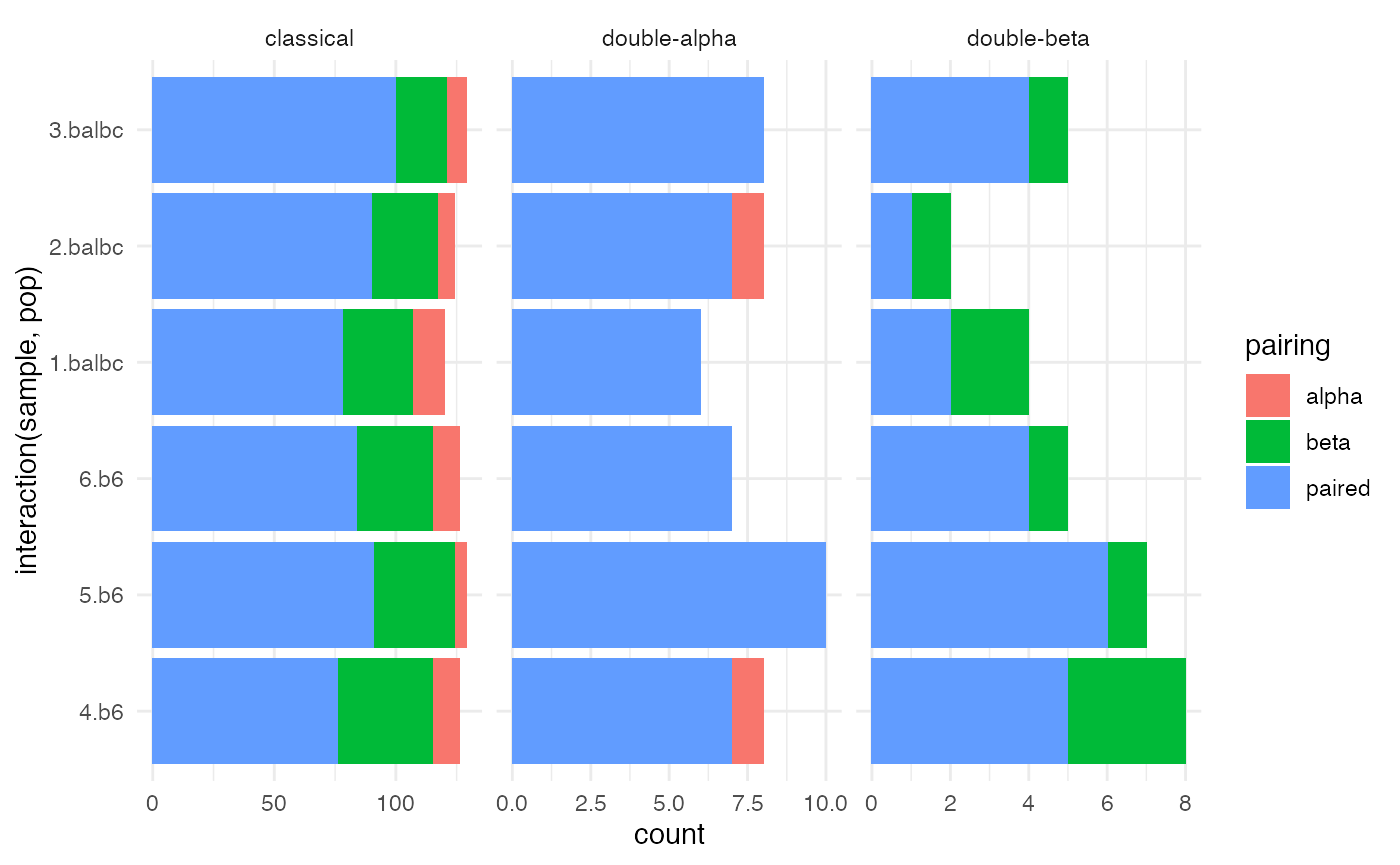 classical
double-alpha
double-beta
interaction(sample, pop)
3.balbc
2.balbc
1.balbc
6.b6
5.b6
4.b6
0 50 100
0.0 2.5 5.0 7.5 10.0
0 2 4 6 8
count
pairing
alpha
beta
paired